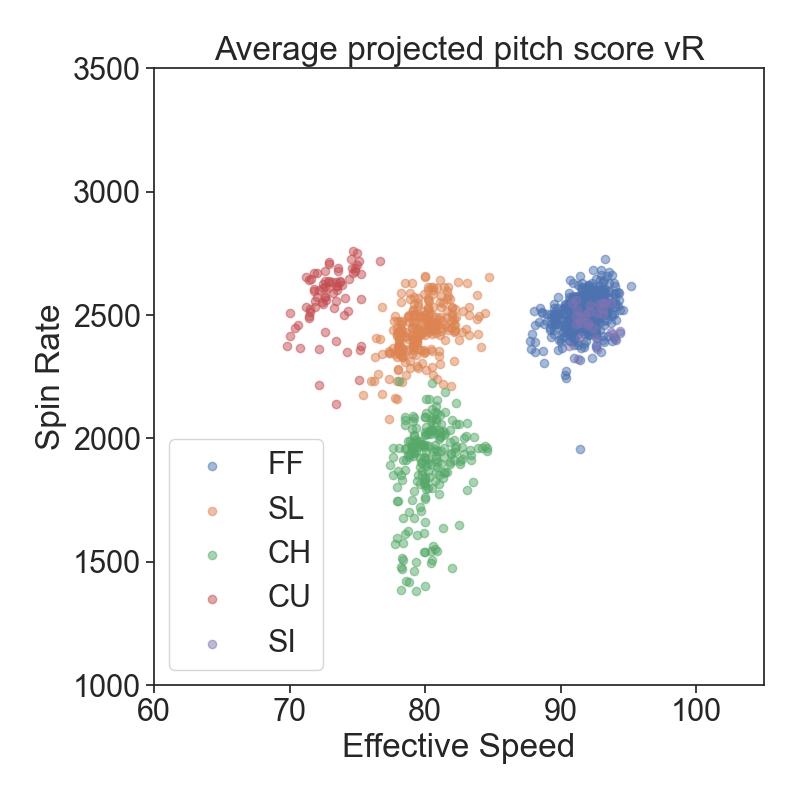 Average projected pitch score vR
3500
3000
2500
2000
1500
1000
Spin Rate
FF
SL
CH
CU
SI
60
70
80
90
100
Effective Speed